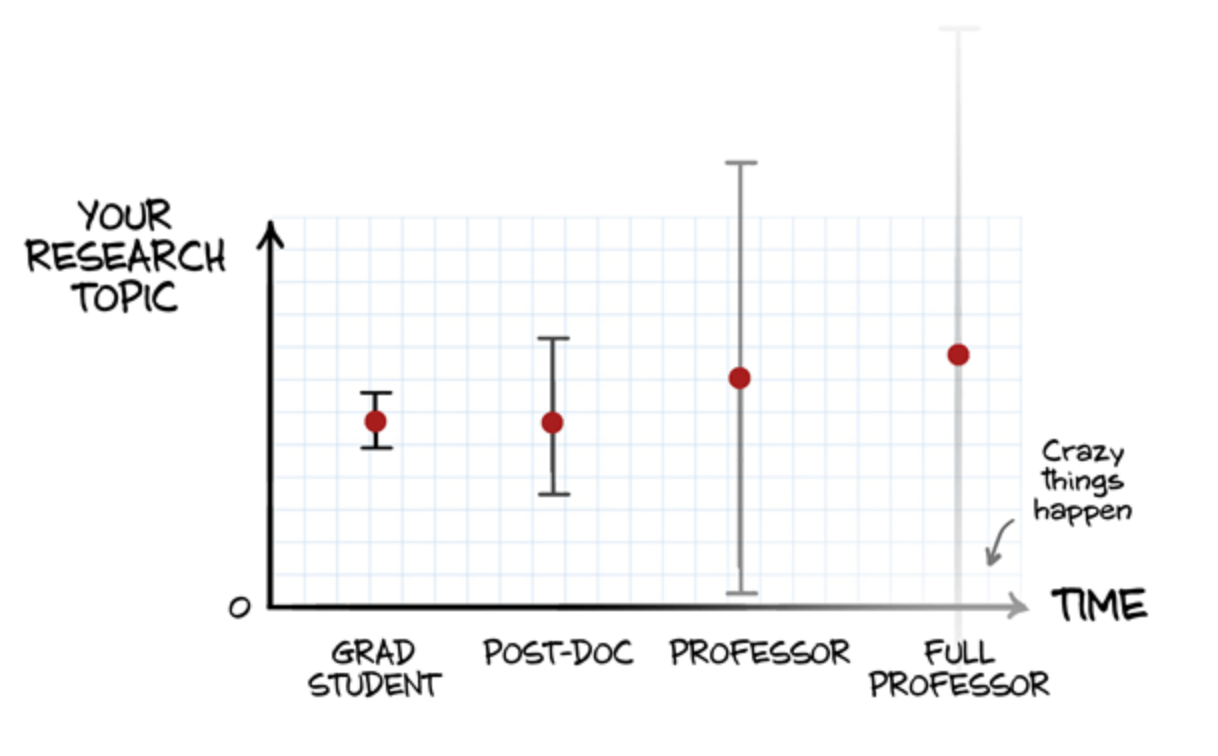 YOUR
RESEARCH
TOPIC
Crazy
things
happen
0
TIME
GRAD
STUDENT
POST-DOC
PROFESSOR
FULL
PROFESSOR